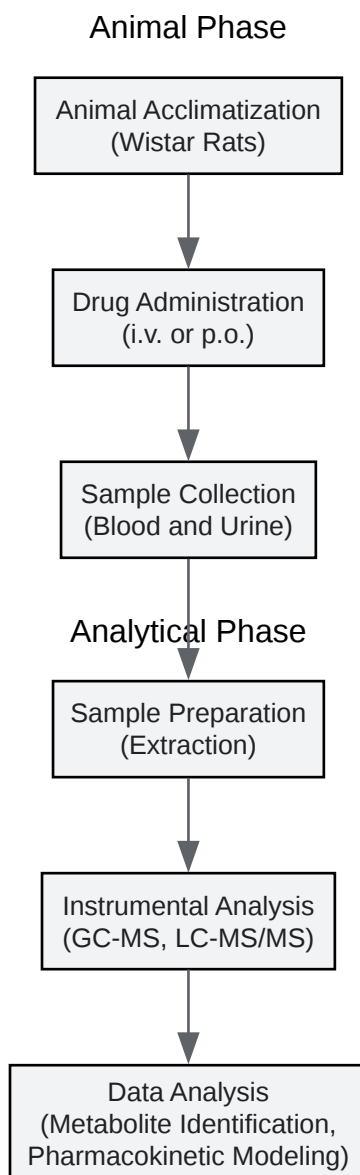 Animal Phase
Animal Acclimatization
(Wistar Rats)
Drug Administration
(i.v. or p.o.)
Sample Collection
(Blood and Urine)
Analytical Phase
Sample Preparation
(Extraction)
Instrumental Analysis
(GC-MS, LC-MS/MS)
Data Analysis
(Metabolite Identification,
Pharmacokinetic Modeling)